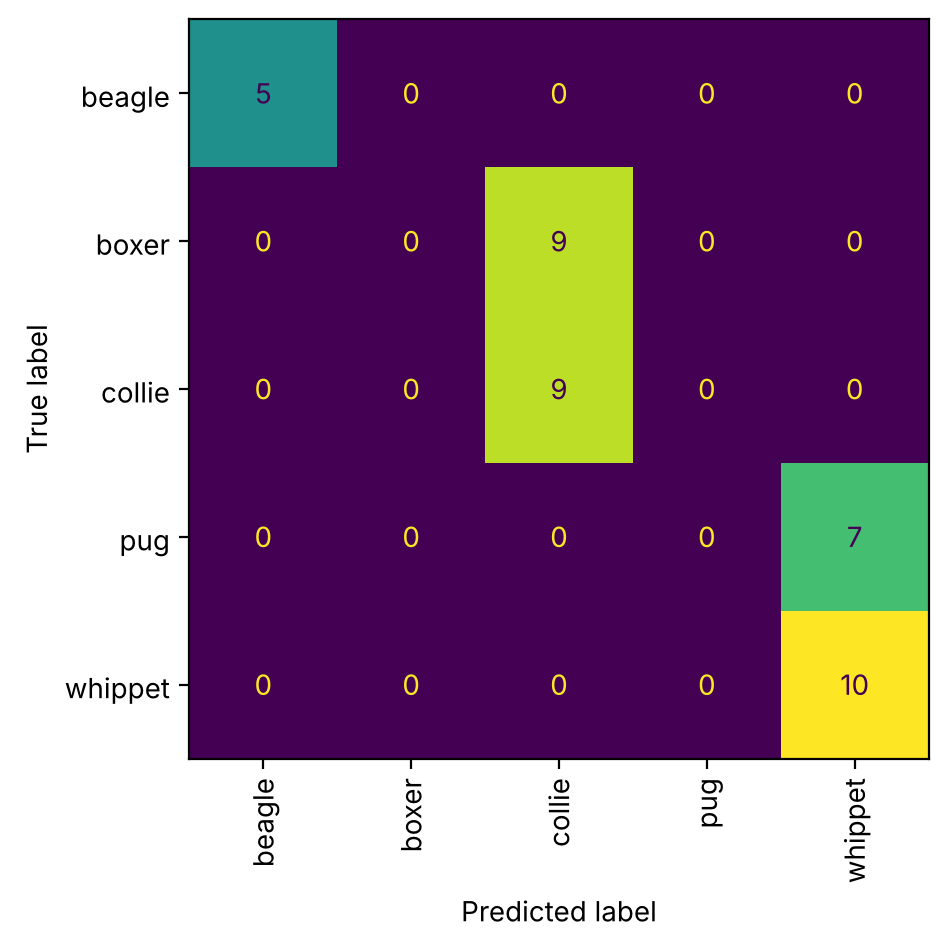 beagle 5 0 0 0 0
boxer 0 0 9 0 0
True label
collie 0 0 9 0 0
pug 0 0 0 0 7
whippet 0 0 0 0 10
beagle boxer collie pug whippet
Predicted label